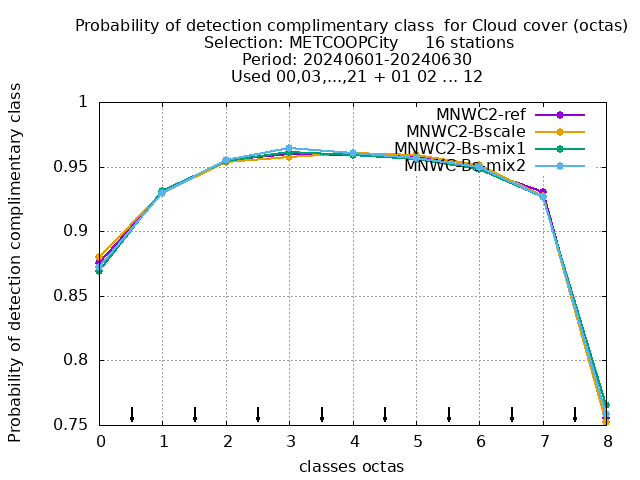 Probability of detection complimentary class  for Cloud cover (octas)
Selection: METCOOPCity     16 stations
Period: 20240601-20240630
Used 00,03,...,21 + 01 02 ... 12
Probability of detection complimentary class
1
0.95
0.9
0.85
0.8
0.75
MNWC2-ref
MNWC2-Bscale
MNWC2-Bs-mix1
MNWC-Bs-mix2
0 1 2 3 4 5 6 7 8
classes octas